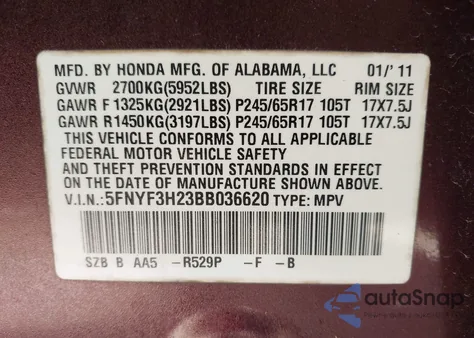 MFD. BY HONDA MFG. OF ALABAMA, LLC 01/'11
GVWR 2700KG(5952LBS) TIRE SIZE RIM SIZE
GAWR F 1325KG(2921LBS) P245/65R17 105T 17X7.5J
GAWR R1450KG(3197LBS) P245/65R17 105T 17X7.5J
THIS VEHICLE CONFORMS TO ALL APPLICABLE
FEDERAL MOTOR VEHICLE SAFETY
AND THEFT PREVENTION STANDARDS IN EFFECT
ON THE DATE OF MANUFACTURE SHOWN ABOVE.
V.I.N.: 5FNYF3H23BB036620 TYPE: MPV
SZB B AA5 -R529P -F -B
autoSnap